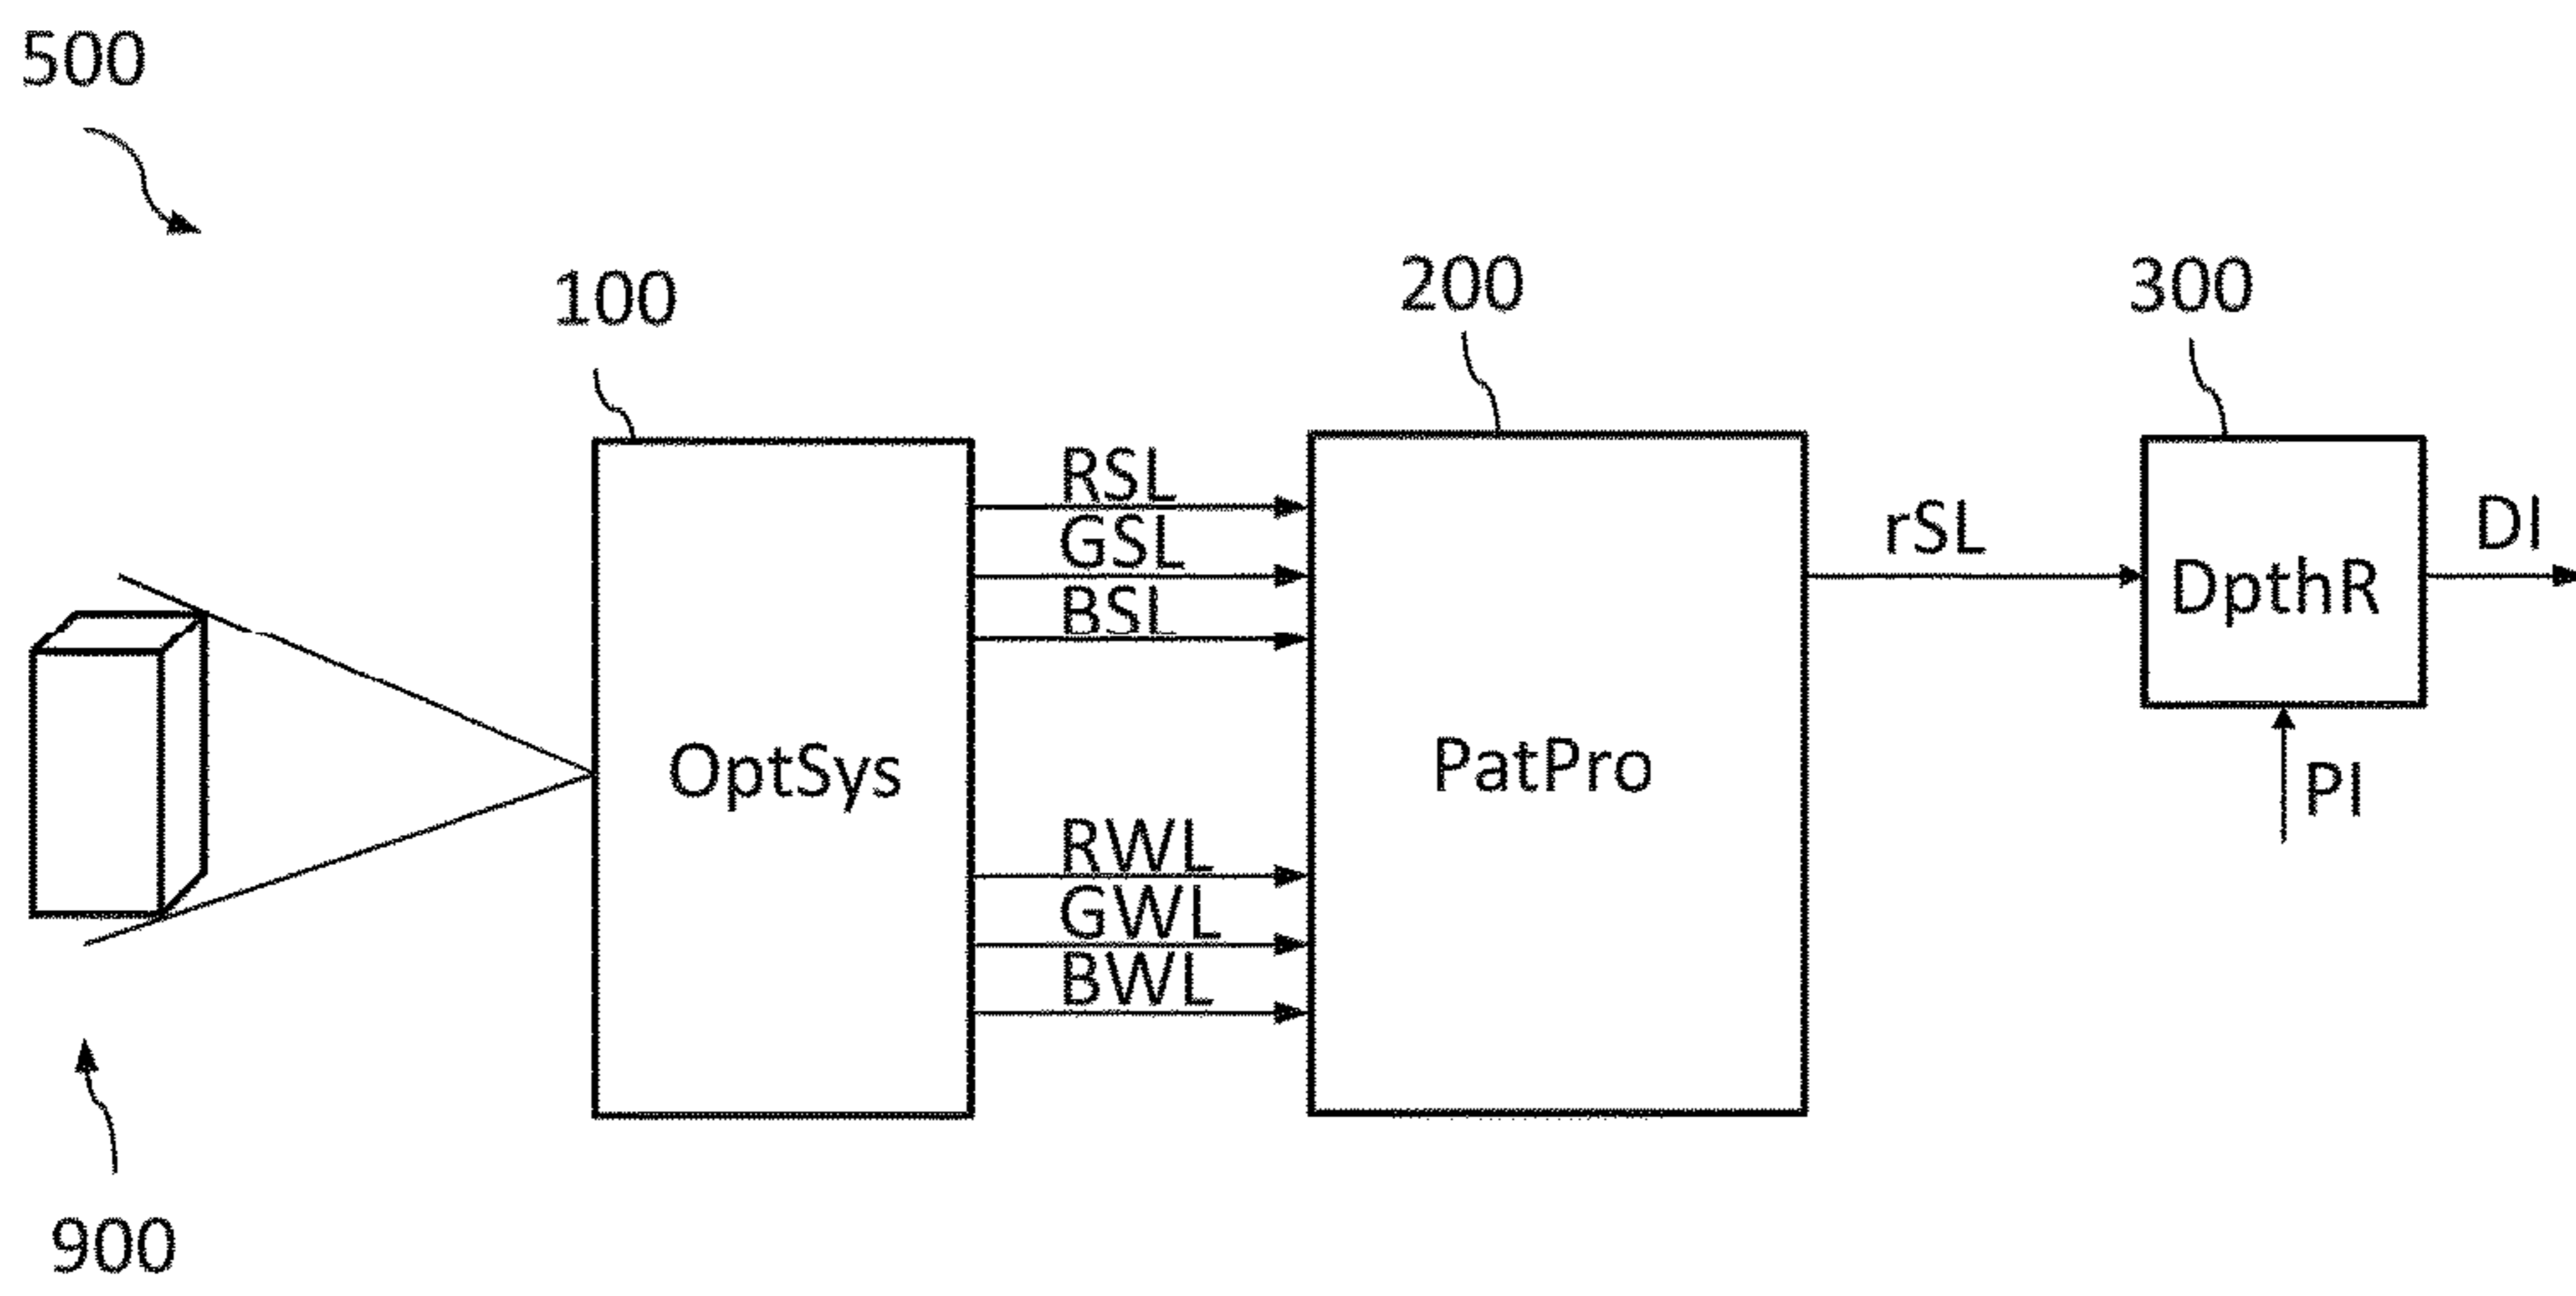 500
100
200
300
RSL
GSL
BSL
rSL
DI
DpthR
OptSys
PatPro
PI
RWL
GWL
BWL
900